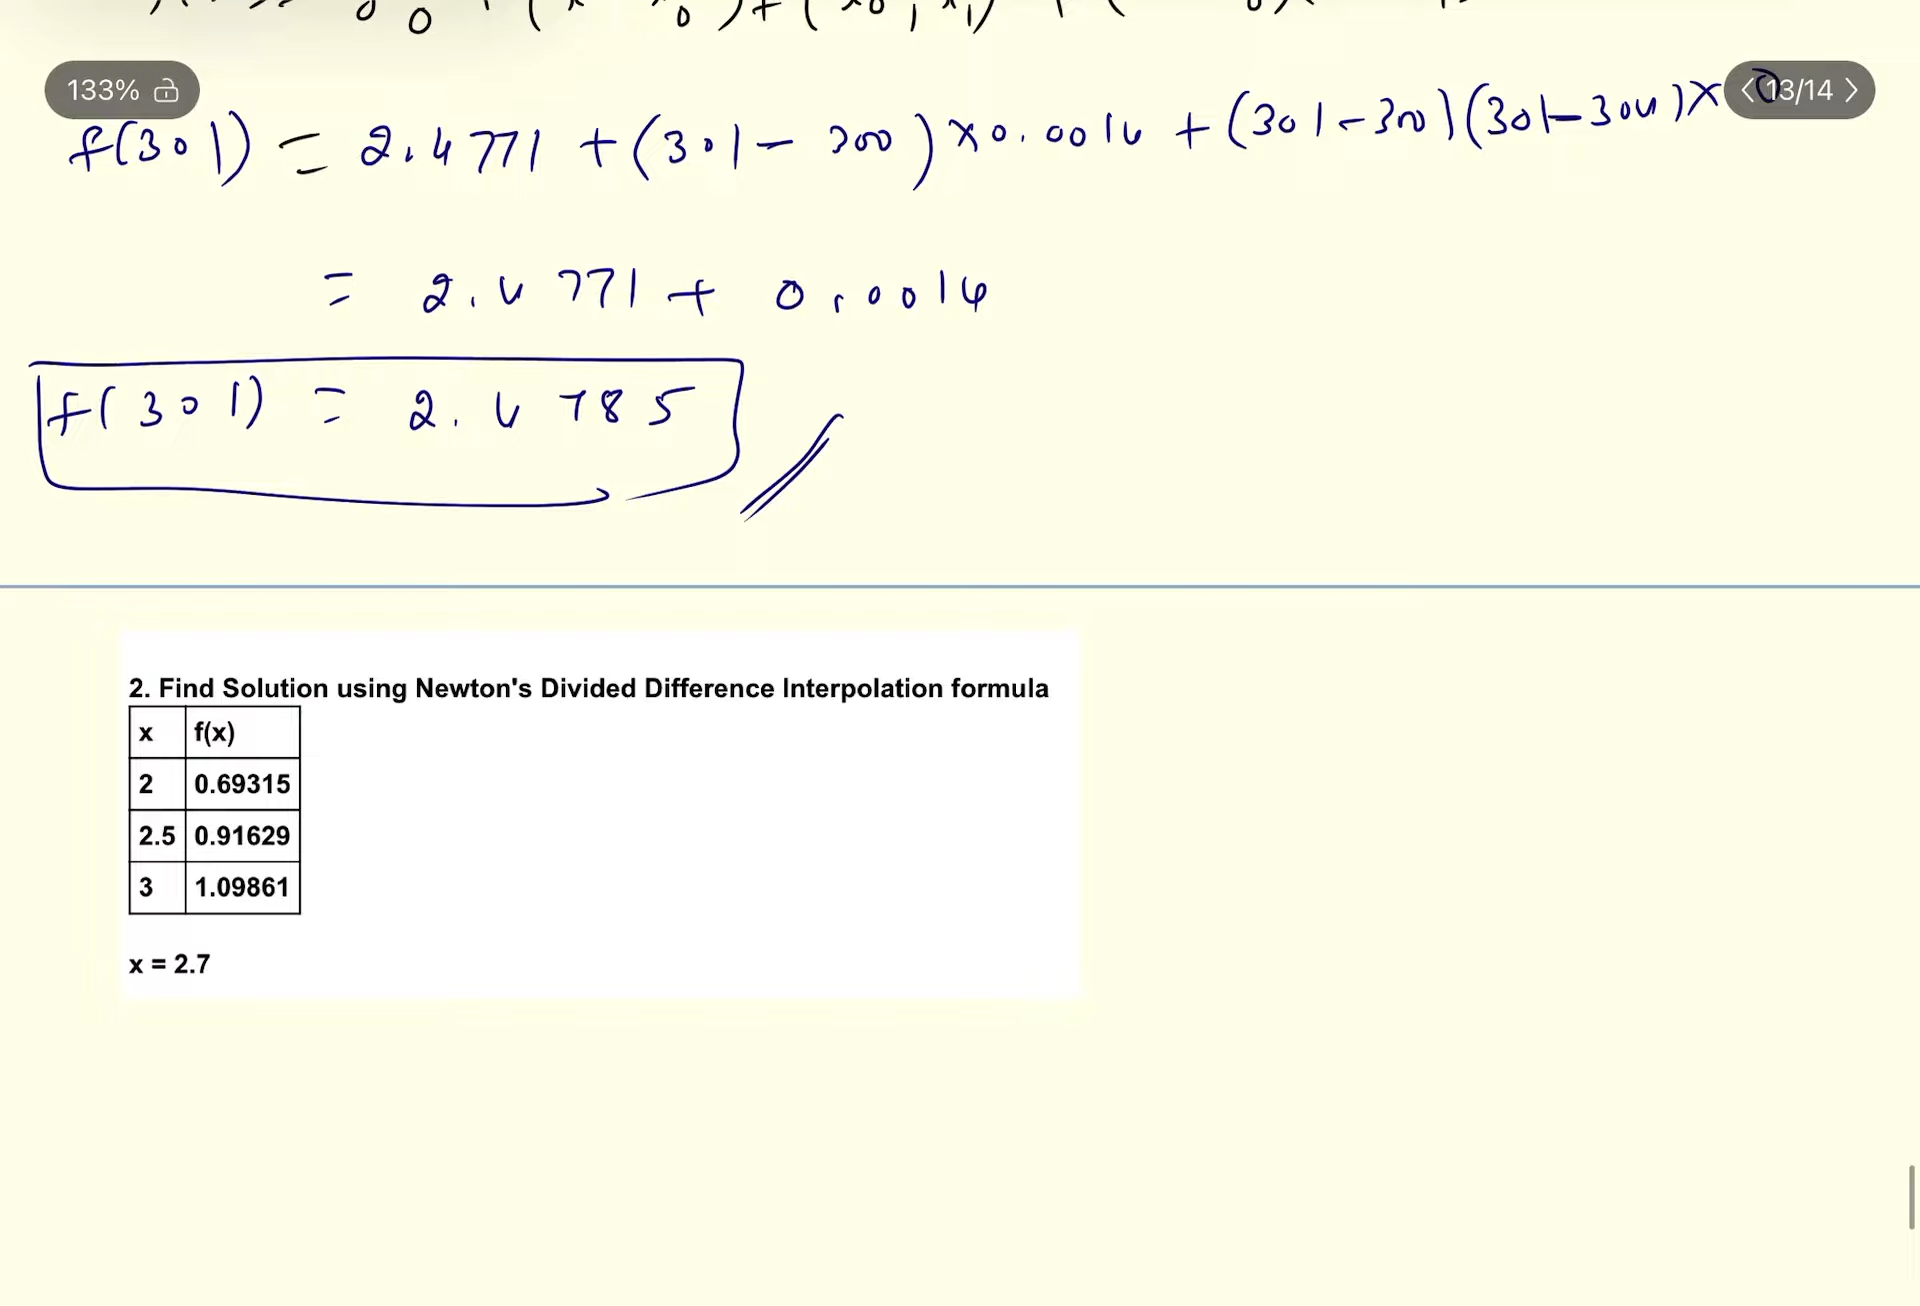 133%
13/14
f(301) = 2.4771 + (301 - 300) × 0.0014 + (301 - 300)(301 - 304) × 0
= 2.4771 + 0.0014
f(301) = 2.4785
2. Find Solution using Newton's Divided Difference Interpolation formula
x f(x)
2 0.69315
2.5 0.91629
3 1.09861
x = 2.7